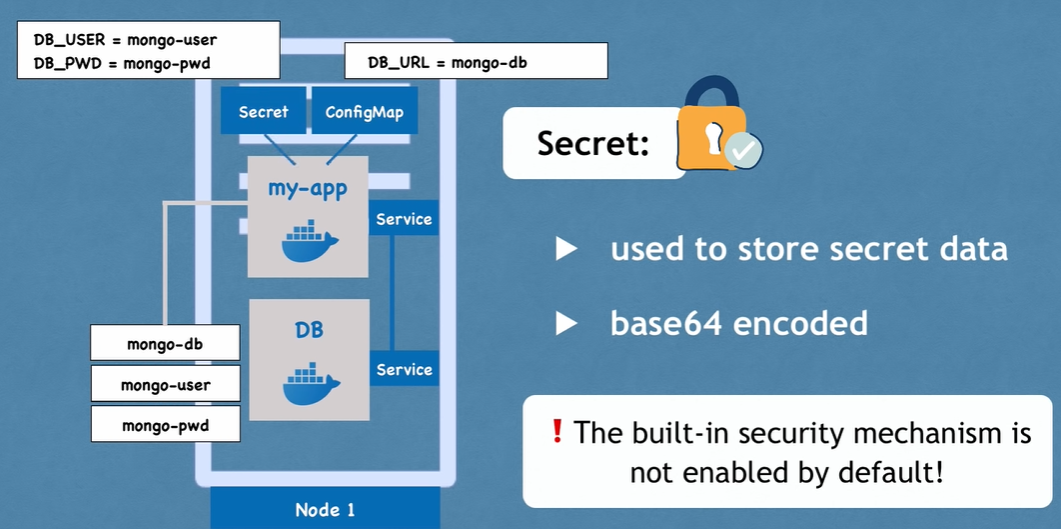 DB_USER = mongo-user
DB_PWD = mongo-pwd
DB_URL = mongo-db
Secret
ConfigMap
my-app
Service
DB
Service
mongo-db
mongo-user
mongo-pwd
Node 1
Secret:
used to store secret data
base64 encoded
! The built-in security mechanism is
not enabled by default!